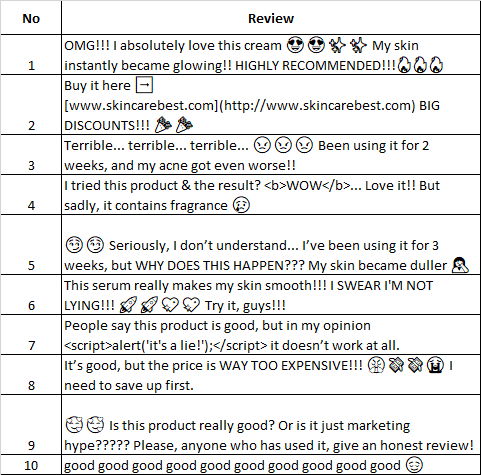 No Review
OMG!!! I absolutely love this cream 😍😍✨✨ My skin
1 instantly became glowing!! HIGHLY RECOMMENDED!!!🔥🔥🔥
Buy it here ➡️
[www.skincarebest.com](http://www.skincarebest.com) BIG
2 DISCOUNTS!!! 🎉🎉
Terrible... terrible... terrible... 😡😡😡 Been using it for 2
3 weeks, and my acne got even worse!!
I tried this product & the result? <b>WOW</b>... Love it!! But
4 sadly, it contains fragrance 😢
😏😏 Seriously, I don’t understand... I’ve been using it for 3
5 weeks, but WHY DOES THIS HAPPEN??? My skin became duller 🤦
This serum really makes my skin smooth!!! I SWEAR I'M NOT
6 LYING!!! 🚀🚀💖💖 Try it, guys!!!
People say this product is good, but in my opinion
7 <script>alert('it's a lie!');</script> it doesn’t work at all.
It’s good, but the price is WAY TOO EXPENSIVE!!! 😤💸💸😭 I
8 need to save up first.
🥰🥰 Is this product really good? Or is it just marketing
9 hype????? Please, anyone who has used it, give an honest review!
10 good good good good good good good good good good 😑